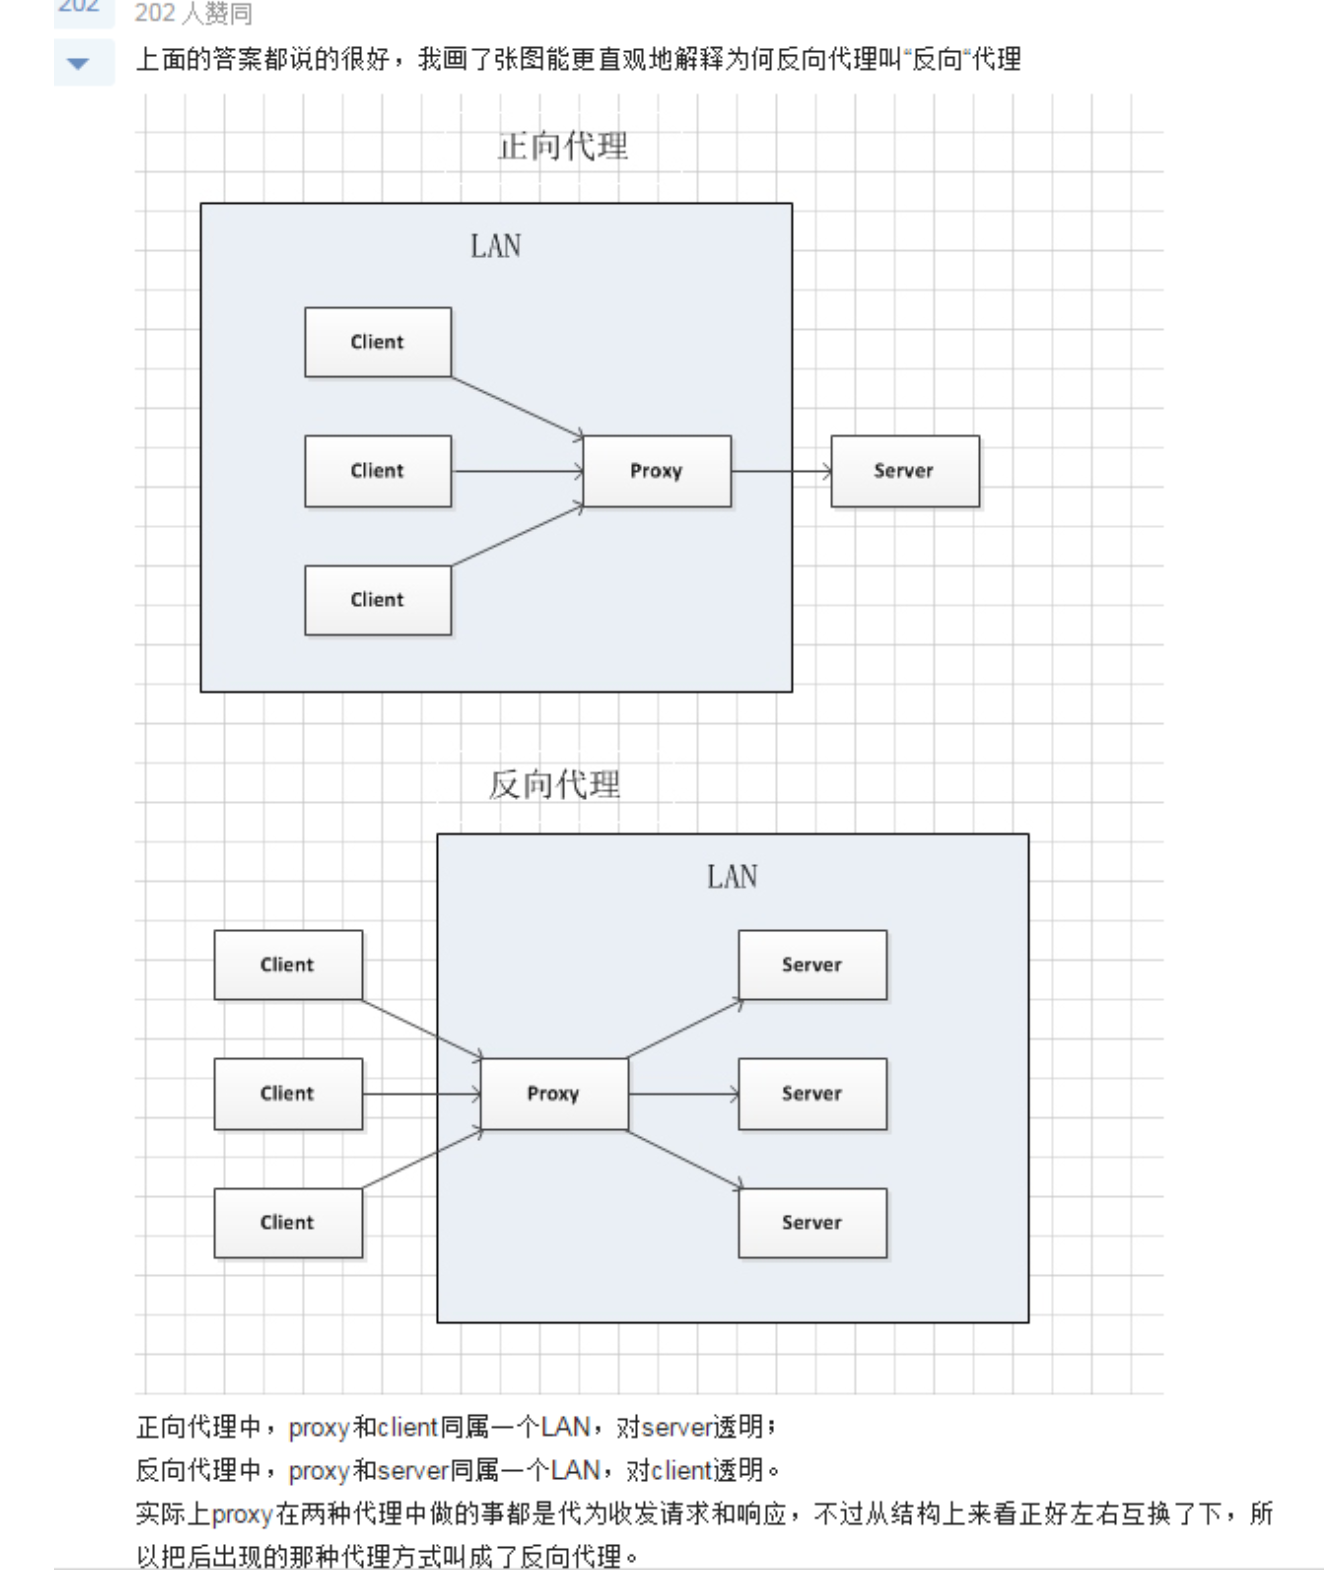 202
202 人赞同
上面的答案都说的很好，我画了张图能更直观地解释为何反向代理叫“反向“代理
正向代理
LAN
Client
Client
Proxy
Server
Client
反向代理
LAN
Client
Server
Client
Proxy
Server
Client
Server
正向代理中，proxy和client同属一个LAN，对server透明；
反向代理中，proxy和server同属一个LAN，对client透明。
实际上proxy在两种代理中做的事都是代为收发请求和响应，不过从结构上来看正好左右互换了下，所
以把后出现的那种代理方式叫成了反向代理。